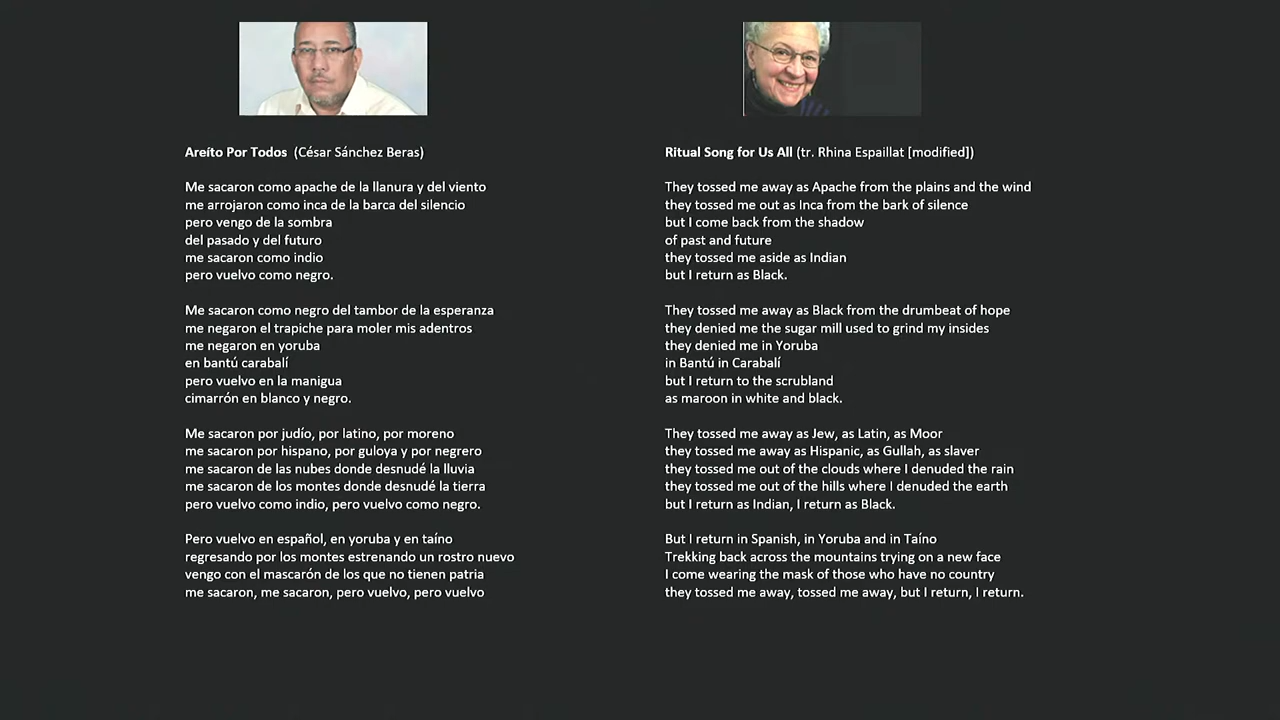 Areíto Por Todos (César Sánchez Beras)
Me sacaron como apache de la llanura y del viento
me arrojaron como inca de la barca del silencio
pero vengo de la sombra
del pasado y del futuro
me sacaron como indio
pero vuelvo como negro.
Me sacaron como negro del tambor de la esperanza
me negaron el trapiche para moler mis adentros
me negaron en yoruba
en bantú carabalí
pero vuelvo en la manigua
cimarrón en blanco y negro.
Me sacaron por judío, por latino, por moreno
me sacaron por hispano, por guloya y por negrero
me sacaron de las nubes donde desnudé la lluvia
me sacaron de los montes donde desnudé la tierra
pero vuelvo como indio, pero vuelvo como negro.
Pero vuelvo en español, en yoruba y en taíno
regresando por los montes estrenando un rostro nuevo
vengo con el mascarón de los que no tienen patria
me sacaron, me sacaron, pero vuelvo, pero vuelvo
Ritual Song for Us All (tr. Rhina Espaillat [modified])
They tossed me away as Apache from the plains and the wind
they tossed me out as Inca from the bark of silence
but I come back from the shadow
of past and future
they tossed me aside as Indian
but I return as Black.
They tossed me away as Black from the drumbeat of hope
they denied me the sugar mill used to grind my insides
they denied me in Yoruba
in Bantú in Carabalí
but I return to the scrubland
as maroon in white and black.
They tossed me away as Jew, as Latin, as Moor
they tossed me away as Hispanic, as Gullah, as slaver
they tossed me out of the clouds where I denuded the rain
they tossed me out of the hills where I denuded the earth
but I return as Indian, I return as Black.
But I return in Spanish, in Yoruba and in Taíno
Trekking back across the mountains trying on a new face
I come wearing the mask of those who have no country
they tossed me away, tossed me away, but I return, I return.